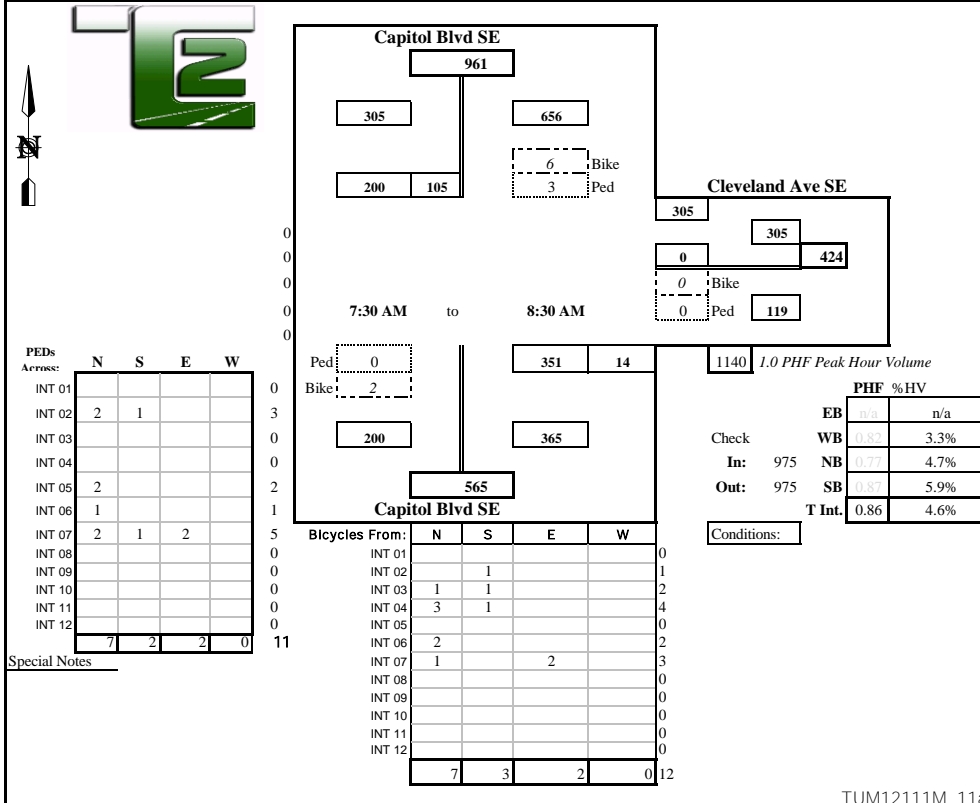 T2
Capitol Blvd SE
961
305 656
6 Bike
200 105 3 Ped
Cleveland Ave SE
305
0 305
0 0 424
0 0 Bike
0 7:30 AM to 8:30 AM 0 Ped 119
0
N
Ped 0 351 14 1140 1.0 PHF Peak Hour Volume
Bike 2
200 365
565
Capitol Blvd SE
PHF %HV
EB n/a n/a
Check WB 0.82 3.3%
In: 975 NB 0.77 4.7%
Out: 975 SB 0.87 5.9%
T Int. 0.86 4.6%
Conditions:
PEDs
Across: N S E W
INT 01 0
INT 02 2 1 3
INT 03 0
INT 04 0
INT 05 2 2
INT 06 1 1
INT 07 2 1 2 5
INT 08 0
INT 09 0
INT 10 0
INT 11 0
INT 12 0
7 2 2 0 11
Special Notes
Bicycles From: N S E W
INT 01 0
INT 02 1 1
INT 03 1 1 2
INT 04 3 1 4
INT 05 0
INT 06 2 2
INT 07 1 2 3
INT 08 0
INT 09 0
INT 10 0
INT 11 0
INT 12 0
7 3 2 0 12